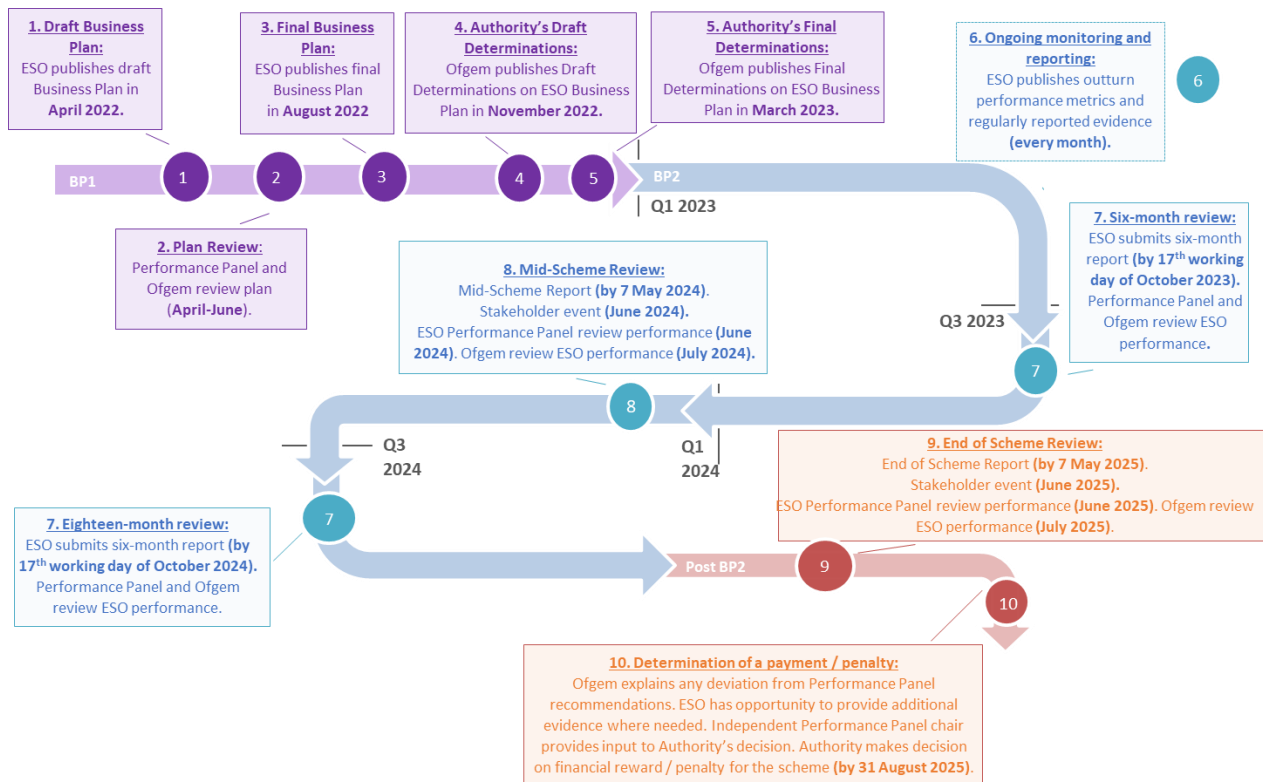 1. Draft Business
Plan:
ESO publishes draft
Business Plan in
April 2022.
3. Final Business
Plan:
ESO publishes final
Business Plan
in August 2022
4. Authority's Draft
Determinations:
Ofgem publishes Draft
Determinations on ESO Business
Plan in November 2022.
5. Authority's Final
Determinations:
Ofgem publishes Final
Determinations on ESO Business
Plan in March 2023.
6. Ongoing monitoring and
reporting:
ESO publishes outturn
performance metrics and
regularly reported evidence
(every month).
6
BP1
1
2
3
4
5
BP2
Q1 2023
2. Plan Review:
Performance Panel and
Ofgem review plan
(April-June).
8. Mid-Scheme Review:
Mid-Scheme Report (by 7 May 2024).
Stakeholder event (June 2024).
ESO Performance Panel review performance (June
2024). Ofgem review ESO performance (July 2024).
7. Six-month review:
ESO submits six-month
report (by 17th working
day of October 2023).
Performance Panel and
Ofgem review ESO
performance.
Q3 2023
7
8
Q3
2024
Q1
2024
9. End of Scheme Review:
End of Scheme Report (by 7 May 2025).
Stakeholder event (June 2025).
ESO Performance Panel review performance (June 2025). Ofgem review
ESO performance (July 2025).
7. Eighteen-month review:
ESO submits six-month report (by
17th working day of October 2024).
Performance Panel and Ofgem
review ESO performance.
7
Post BP2
9
10
10. Determination of a payment / penalty:
Ofgem explains any deviation from Performance Panel
recommendations. ESO has opportunity to provide additional
evidence where needed. Independent Performance Panel chair
provides input to Authority's decision. Authority makes decision
on financial reward / penalty for the scheme (by 31 August 2025).